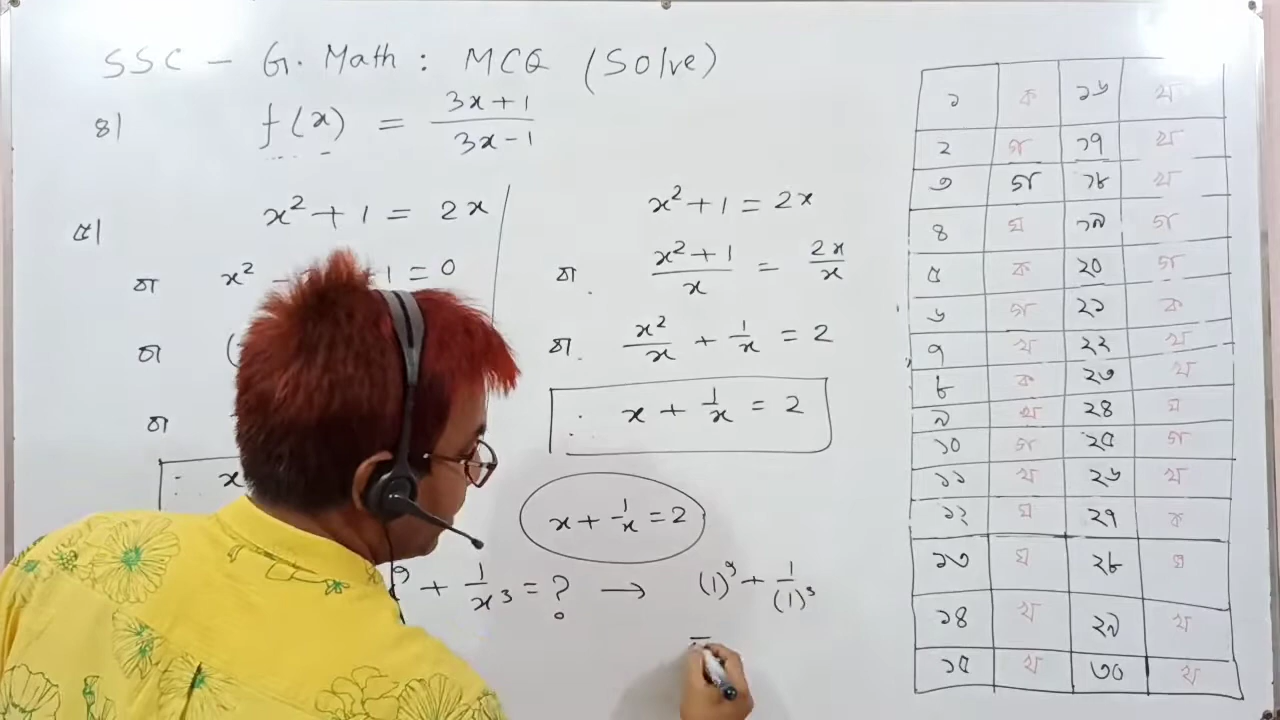 SSC - G. Math : MCQ (Solve)
৪| f(x) = (3x+1)/(3x-1)
৫| x² + 1 = 2x
বা x² - +1 = 0
বা (
বা
∴ x
x² + 1 = 2x
বা. (x² + 1)/x = 2x/x
বা. x²/x + 1/x = 2
∴ x + 1/x = 2
x + 1/x = 2
+ 1/x³ = ? → (1)⁹ + 1/(1)³
=
১ ক ১৬ খ
২ গ ১৭ খ
৩ গ ১৮ খ
৪ ঘ ১৯ গ
৫ ক ২০ গ
৬ গ ২১ ক
৭ খ ২২ খ
৮ ক ২৩ খ
৯ খ ২৪ ঘ
১০ গ ২৫ গ
১১ খ ২৬ খ
১২ ঘ ২৭ ক
১৩ ঘ ২৮ ঘ
১৪ খ ২৯ খ
১৫ খ ৩০ খ